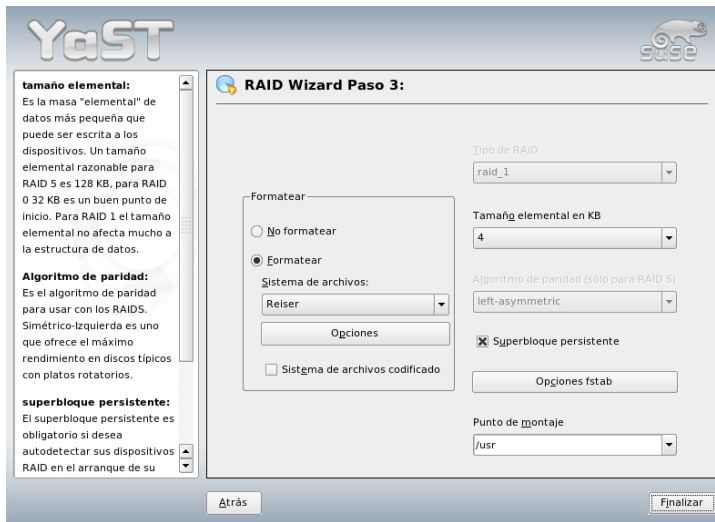 YaST
SUSE
tamaño elemental:
Es la masa "elemental" de
datos más pequeña que
puede ser escrita a los
dispositivos. Un tamaño
elemental razonable para
RAID 5 es 128 KB, para RAID
0 32 KB es un buen punto de
inicio. Para RAID 1 el tamaño
elemental no afecta mucho a
la estructura de datos.
Algoritmo de paridad:
Es el algoritmo de paridad
para usar con los RAIDS.
Simétrico-Izquierda es uno
que ofrece el máximo
rendimiento en discos típicos
con platos rotatorios.
superbloque persistente:
El superbloque persistente es
obligatorio si desea
autodetectar sus dispositivos
RAID en el arranque de su
RAID Wizard Paso 3:
Formatear
No formatear
Formatear
Sistema de archivos:
Reiser
Opciones
Sistema de archivos codificado
Tipo de RAID
raid_1
Tamaño elemental en KB
4
Algoritmo de paridad (sólo para RAID 5)
left-asymmetric
Superbloque persistente
Opciones fstab
Punto de montaje
/usr
Atrás
Finalizar